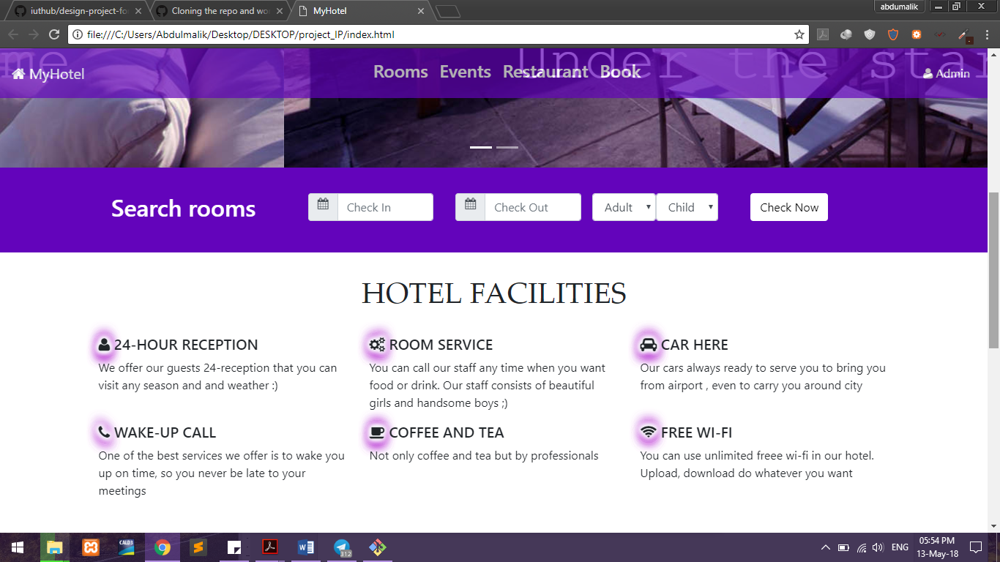 iuthub/design-project-for
Cloning the repo and wo
MyHotel
abdumalik
file:///C:/Users/Abdulmalik/Desktop/DESKTOP/project_IP/index.html
me
Under the star
MyHotel
Rooms Events Restaurant Book
Admin
Search rooms
Check In
Check Out
Adult
Child
Check Now
HOTEL FACILITIES
24-HOUR RECEPTION
We offer our guests 24-reception that you can
visit any season and and weather :)
ROOM SERVICE
You can call our staff any time when you want
food or drink. Our staff consists of beautiful
girls and handsome boys ;)
CAR HERE
Our cars always ready to serve you to bring you
from airport , even to carry you around city
WAKE-UP CALL
One of the best services we offer is to wake you
up on time, so you never be late to your
meetings
COFFEE AND TEA
Not only coffee and tea but by professionals
FREE WI-FI
You can use unlimited freee wi-fi in our hotel.
Upload, download do whatever you want
CALD3
312
ENG
05:54 PM
13-May-18